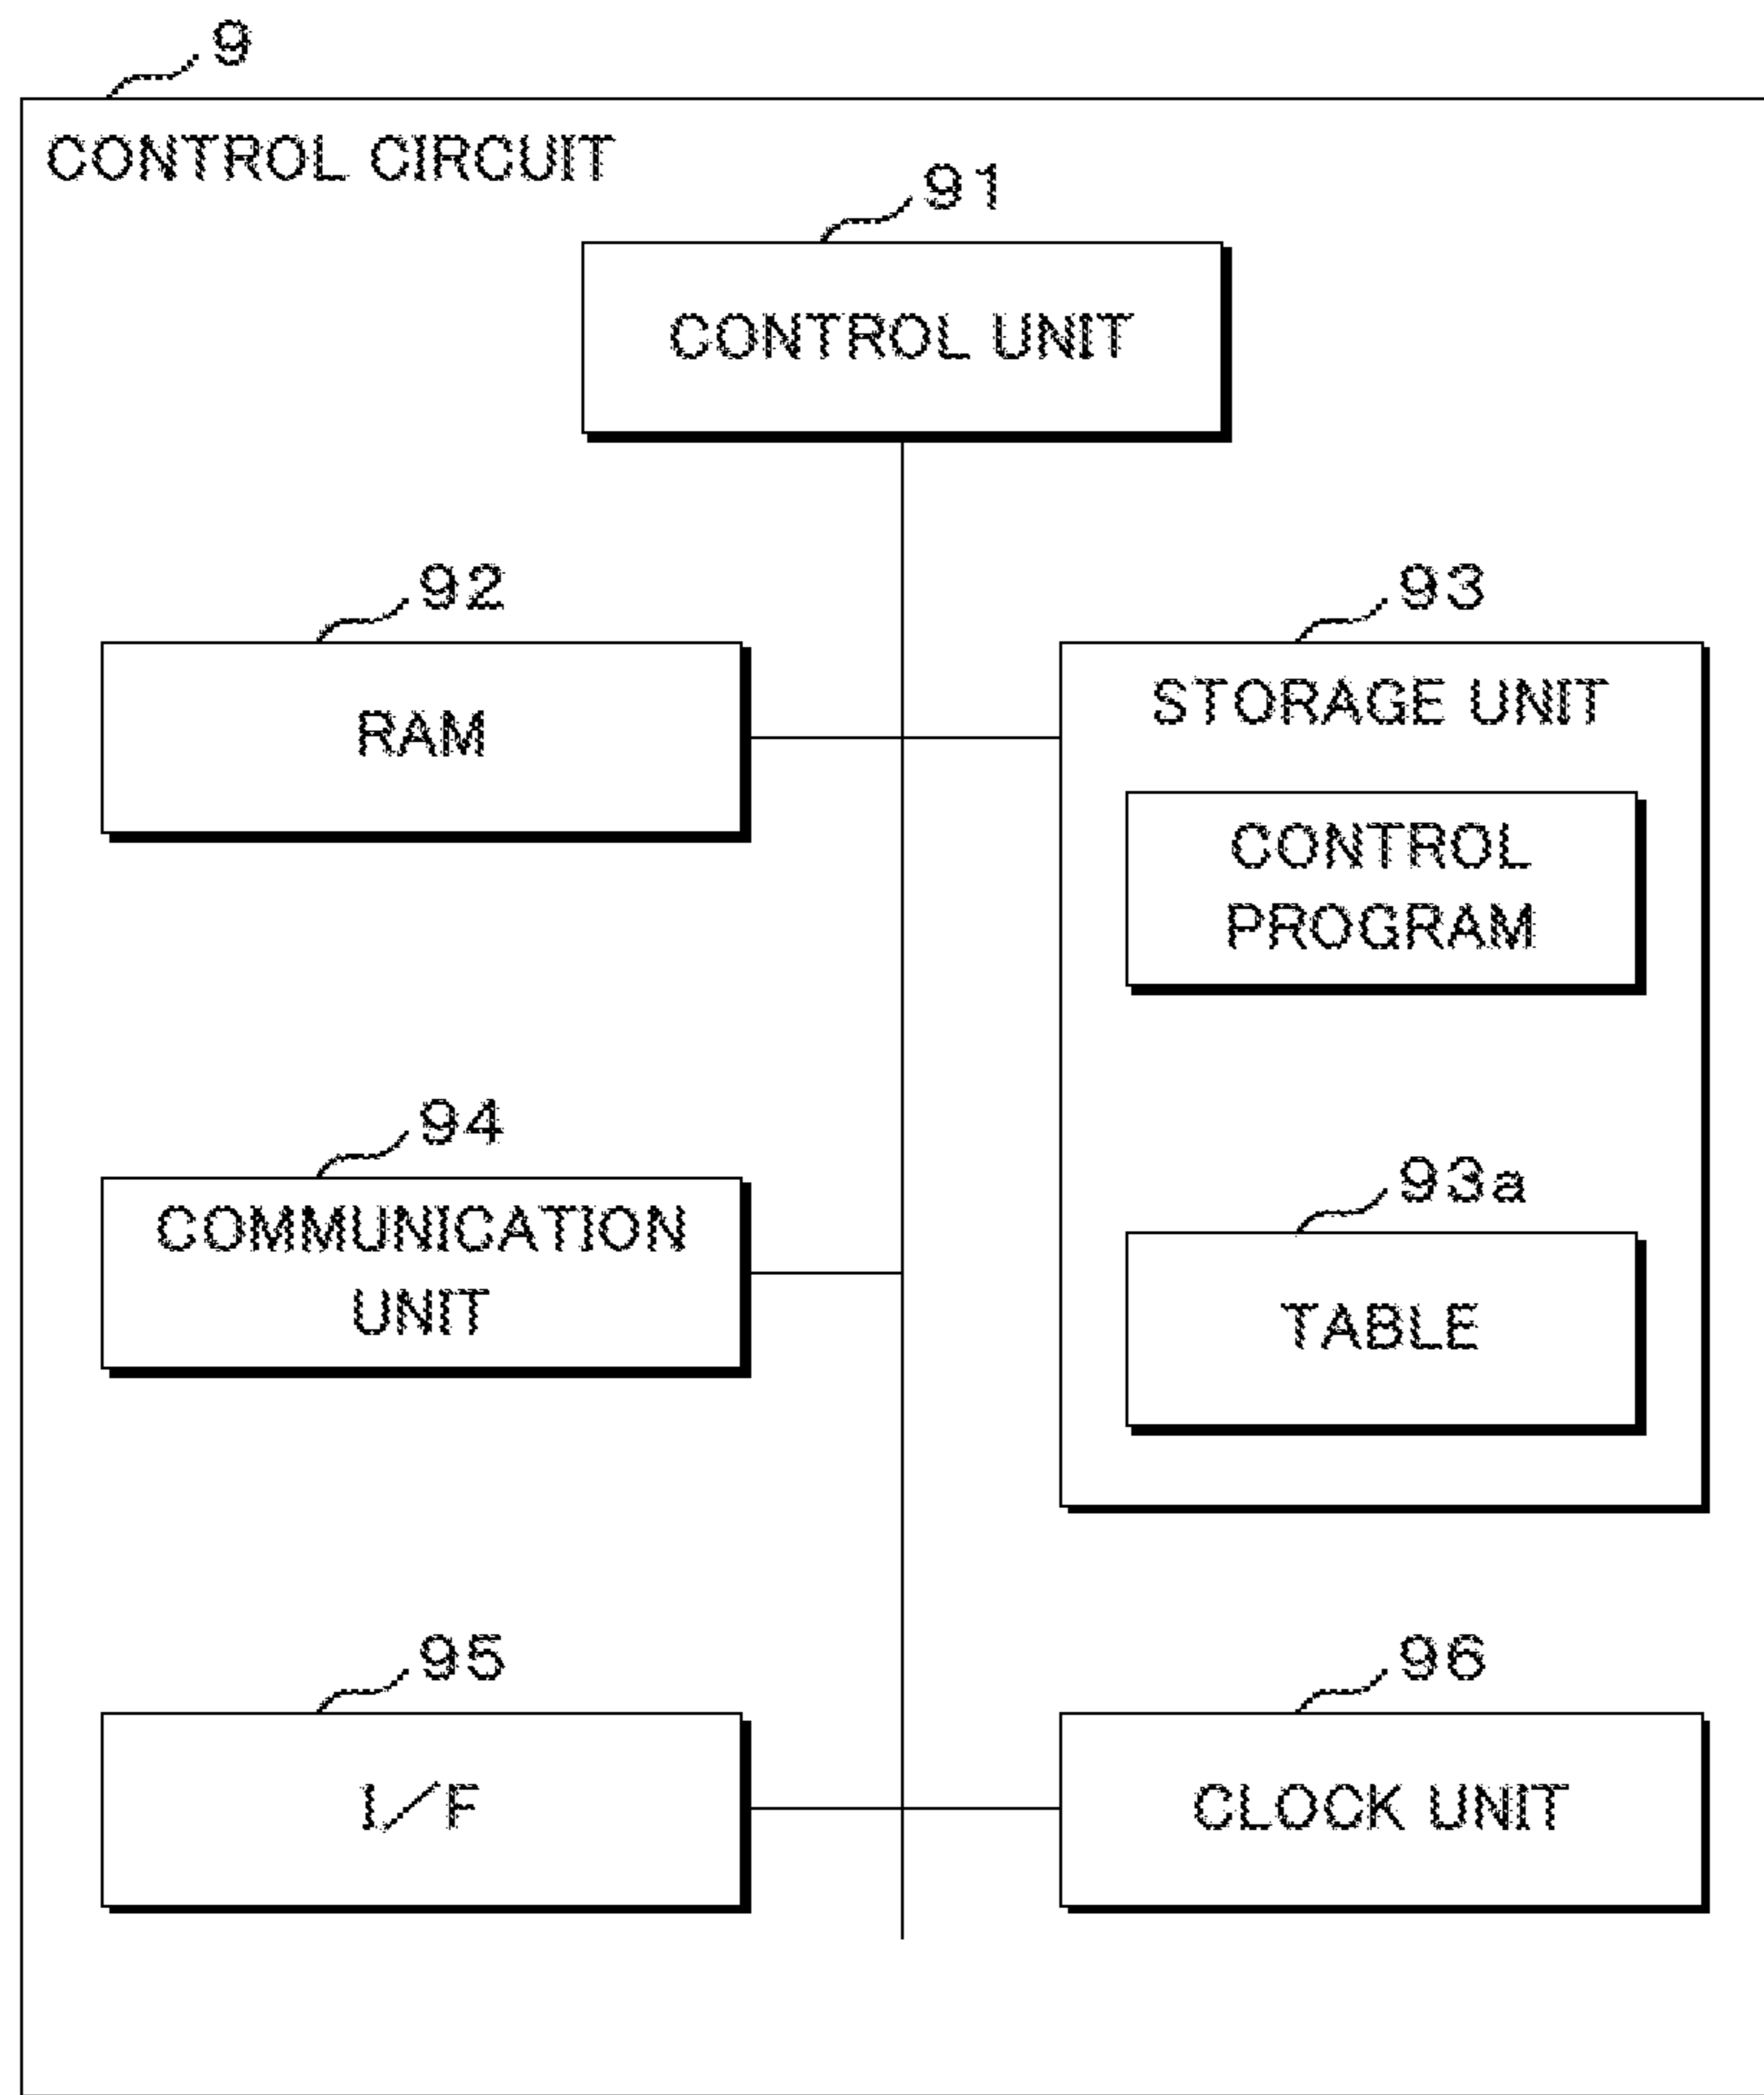 9
CONTROL CIRCUIT
91
CONTROL UNIT
92
RAM
93
STORAGE UNIT
CONTROL
PROGRAM
94
COMMUNICATION
UNIT
93a
TABLE
95
I/F
96
CLOCK UNIT